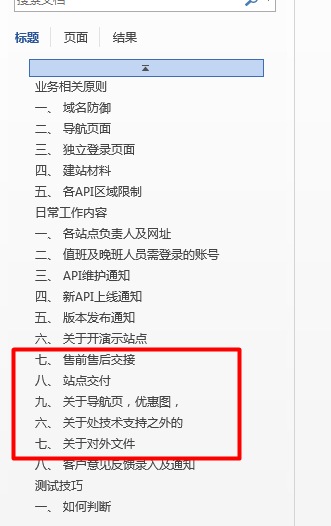 搜索文档
标题 页面 结果
业务相关原则
一、 域名防御
二、 导航页面
三、 独立登录页面
四、 建站材料
五、 各API区域限制
日常工作内容
一、 各站点负责人及网址
二、 值班及晚班人员需登录的账号
三、 API维护通知
四、 新API上线通知
五、 版本发布通知
六、 关于开演示站点
七、 售前售后交接
八、 站点交付
九、 关于导航页，优惠图，
六、 关于处技术支持之外的
七、 关于对外文件
八、 客户意见反馈录入及通知
测试技巧
一、 如何判断